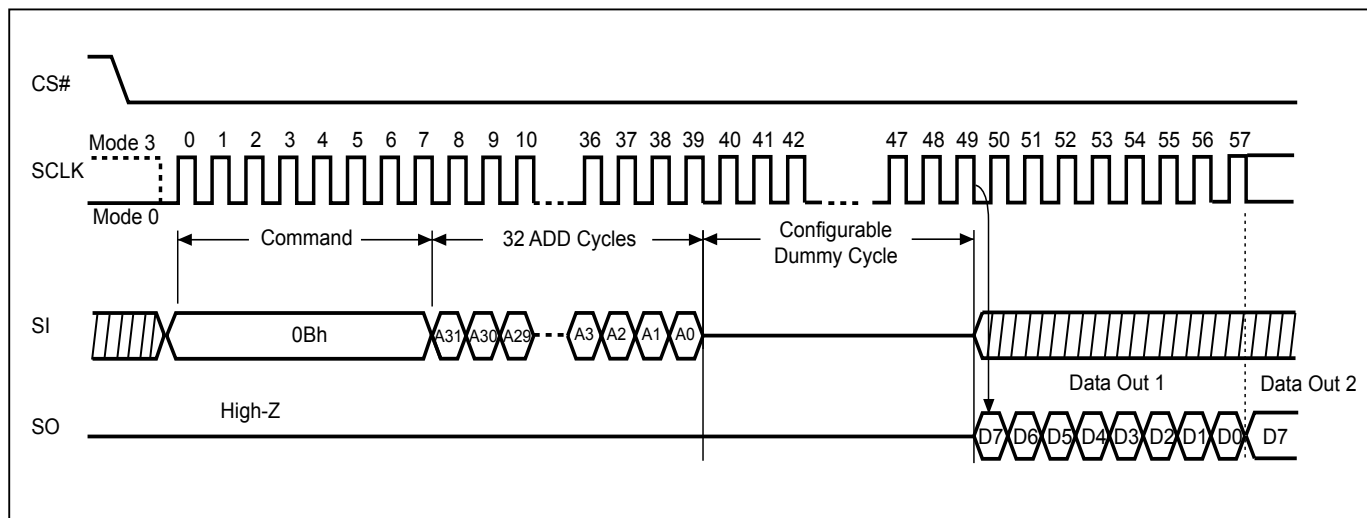 CS#
Mode 3 0 1 2 3 4 5 6 7 8 9 10 36 37 38 39 40 41 42 47 48 49 50 51 52 53 54 55 56 57
SCLK
Mode 0
Command 32 ADD Cycles Configurable
Dummy Cycle
SI 0Bh A31 A30 A29 A3 A2 A1 A0
Data Out 1 Data Out 2
High-Z
SO D7 D6 D5 D4 D3 D2 D1 D0 D7